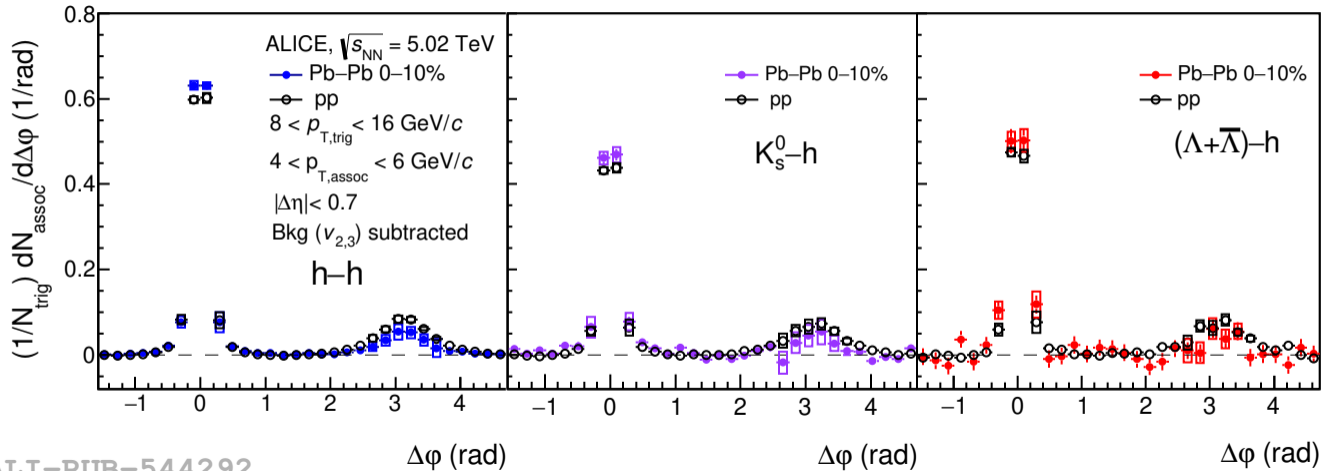 (1/N_trig) dN_assoc/dΔφ (1/rad)
0.8
0.6
0.4
0.2
0
ALICE, √s_NN = 5.02 TeV
Pb–Pb 0–10%
pp
8 < p_T,trig < 16 GeV/c
4 < p_T,assoc < 6 GeV/c
|Δη| < 0.7
Bkg (v_2,3) subtracted
h–h
−1 0 1 2 3 4
Δφ (rad)
Pb–Pb 0–10%
pp
K_s^0–h
−1 0 1 2 3 4
Δφ (rad)
Pb–Pb 0–10%
pp
(Λ+Λ̅)–h
−1 0 1 2 3 4
Δφ (rad)
LI-PUB-544292